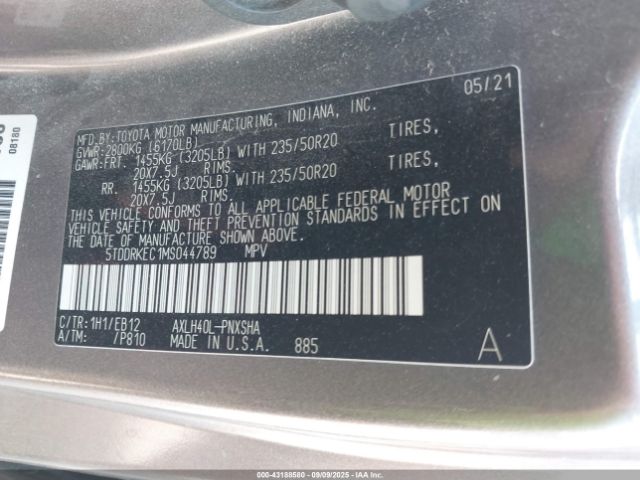 05/21
MFD.BY:TOYOTA MOTOR MANUFACTURING, INDIANA, INC.
GVWR:2800KG (6170LB)
GAWR:FRT. 1455KG (3205LB) WITH 235/50R20 TIRES,
20X7.5J RIMS.
RR. 1455KG (3205LB) WITH 235/50R20 TIRES,
20X7.5J RIMS.
THIS VEHICLE CONFORMS TO ALL APPLICABLE FEDERAL MOTOR
VEHICLE SAFETY AND THEFT PREVENTION STANDARDS IN EFFECT ON
THE DATE OF MANUFACTURE SHOWN ABOVE.
5TDDRKEC1MS044789 MPV
C/TR:1H1/EB12 AXLH40L-PNXSHA
A/TM: /P810 MADE IN U.S.A. 885 A
08180
000-43188580 - 09/09/2025 - IAAI.COM